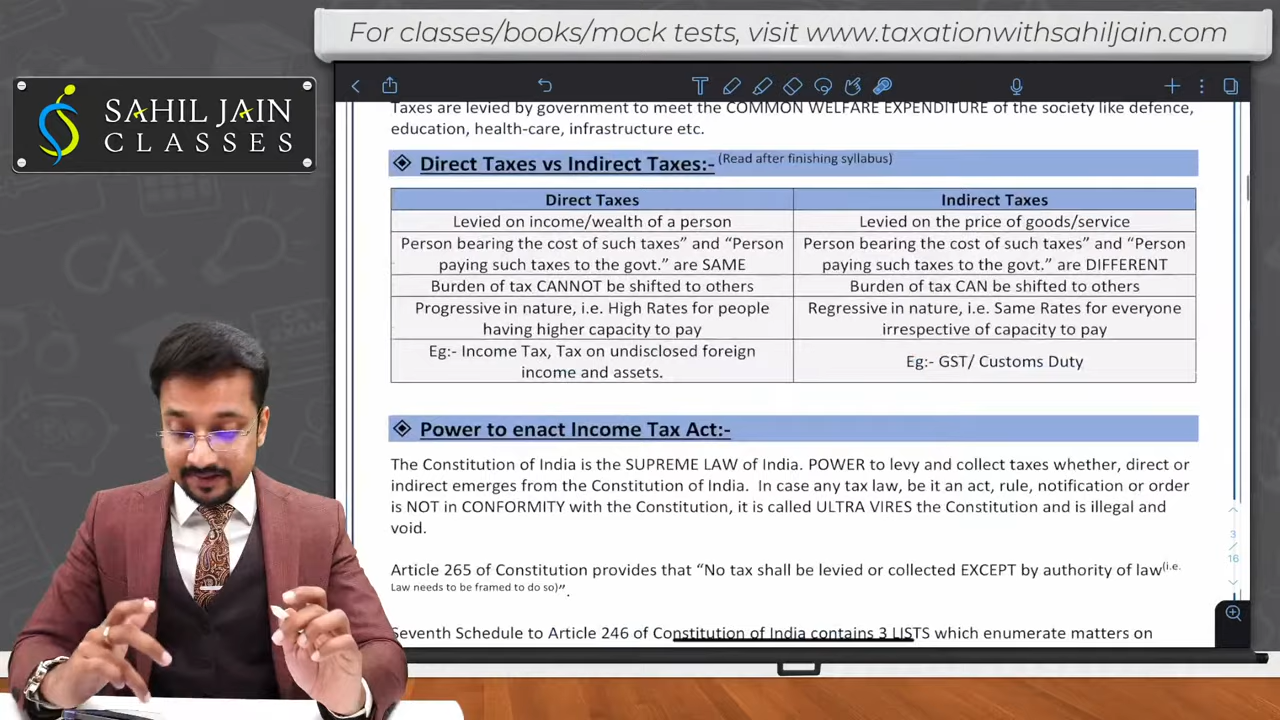 For classes/books/mock tests, visit www.taxationwithsahiljain.com
SAHIL JAIN
CLASSES
Taxes are levied by government to meet the COMMON WELFARE EXPENDITURE of the society like defence,
education, health-care, infrastructure etc.
Direct Taxes vs Indirect Taxes:- (Read after finishing syllabus)
Direct Taxes
Indirect Taxes
Levied on income/wealth of a person
Levied on the price of goods/service
Person bearing the cost of such taxes” and “Person
paying such taxes to the govt.” are SAME
Person bearing the cost of such taxes” and “Person
paying such taxes to the govt.” are DIFFERENT
Burden of tax CANNOT be shifted to others
Burden of tax CAN be shifted to others
Progressive in nature, i.e. High Rates for people
having higher capacity to pay
Regressive in nature, i.e. Same Rates for everyone
irrespective of capacity to pay
Eg:- Income Tax, Tax on undisclosed foreign
income and assets.
Eg:- GST/ Customs Duty
Power to enact Income Tax Act:-
The Constitution of India is the SUPREME LAW of India. POWER to levy and collect taxes whether, direct or
indirect emerges from the Constitution of India. In case any tax law, be it an act, rule, notification or order
is NOT in CONFORMITY with the Constitution, it is called ULTRA VIRES the Constitution and is illegal and
void.
Article 265 of Constitution provides that “No tax shall be levied or collected EXCEPT by authority of law(i.e.
Law needs to be framed to do so)”.
Seventh Schedule to Article 246 of Constitution of India contains 3 LISTS which enumerate matters on
3
/
16